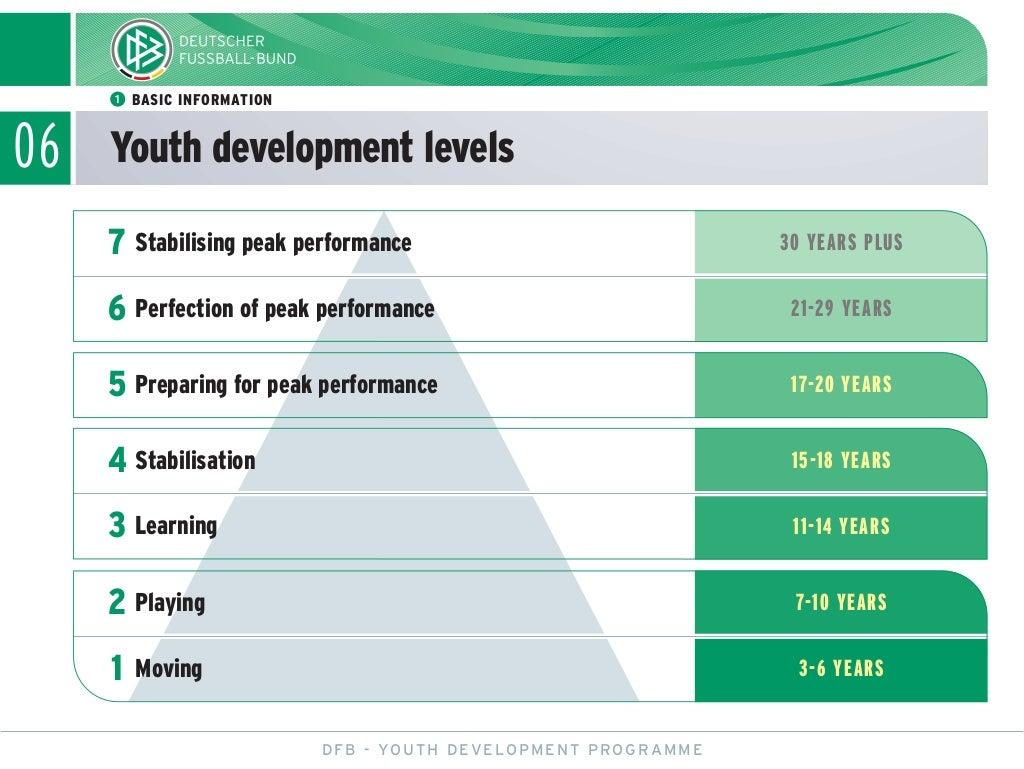 DEUTSCHER
FUSSBALL-BUND
1 BASIC INFORMATION
06 Youth development levels
7 Stabilising peak performance 30 YEARS PLUS
6 Perfection of peak performance 21-29 YEARS
5 Preparing for peak performance 17-20 YEARS
4 Stabilisation 15-18 YEARS
3 Learning 11-14 YEARS
2 Playing 7-10 YEARS
1 Moving 3-6 YEARS
DFB - YOUTH DEVELOPMENT PROGRAMME